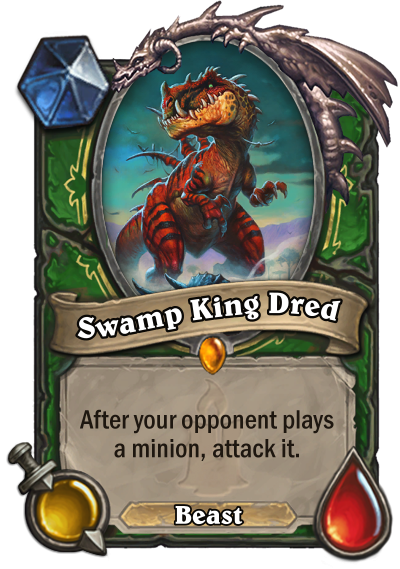 Swamp King Dred
After your opponent plays
a minion, attack it.
Beast